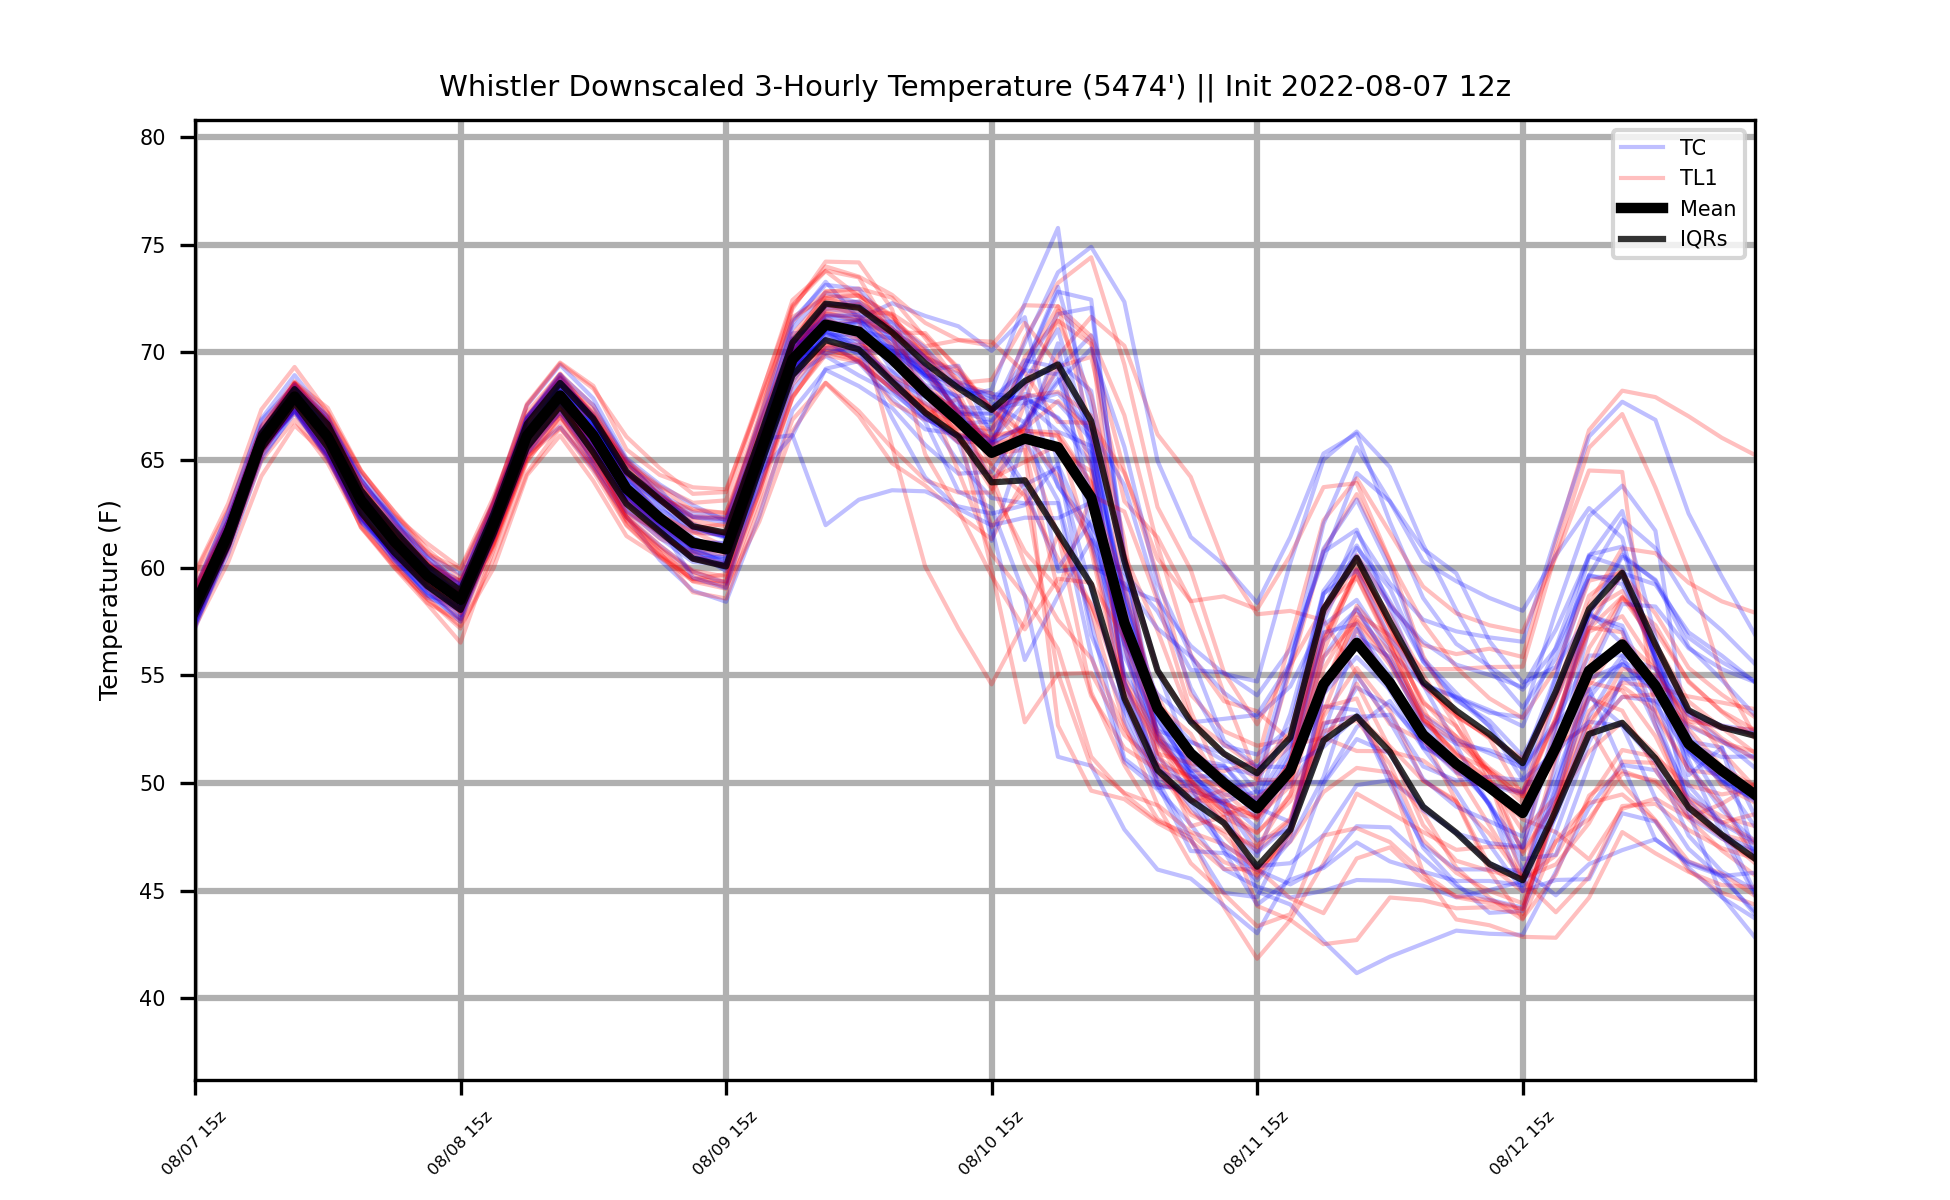 Whistler Downscaled 3-Hourly Temperature (5474') || Init 2022-08-07 12z
TC
TL1
Mean
IQRs
Temperature (F)
80
75
70
65
60
55
50
45
40
08/07 15z
08/08 15z
08/09 15z
08/10 15z
08/11 15z
08/12 15z